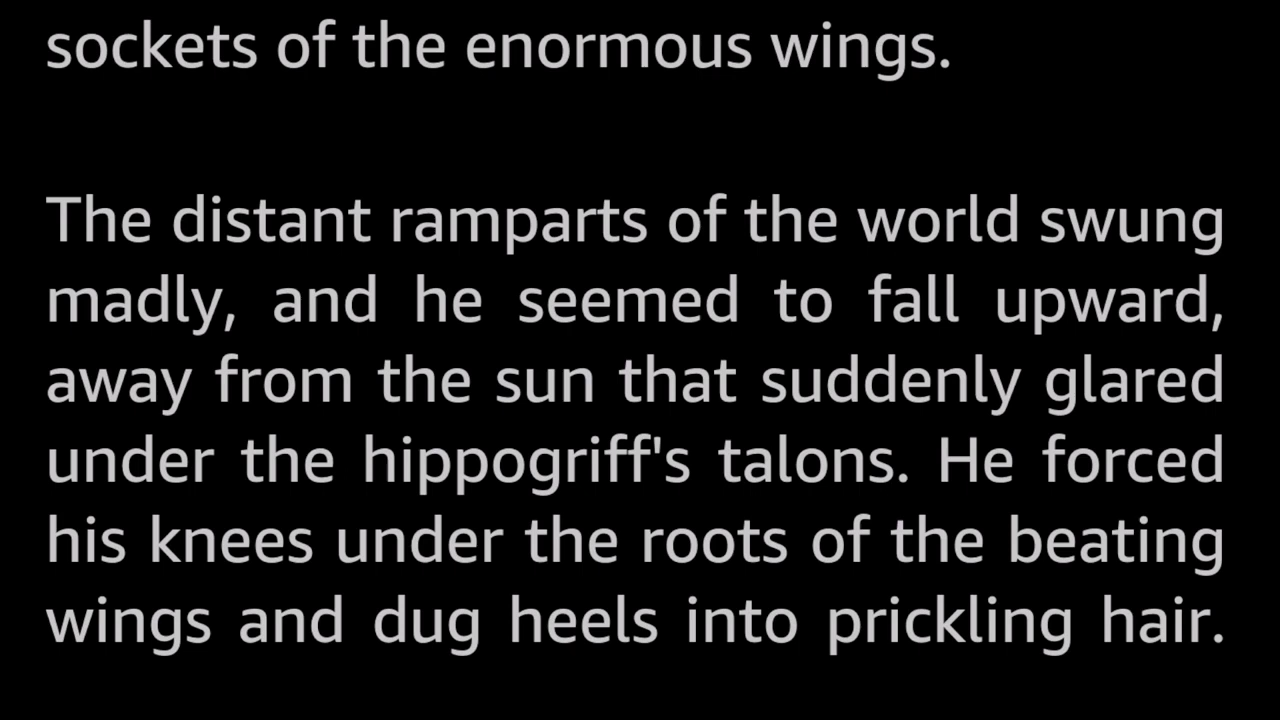 sockets of the enormous wings.
The distant ramparts of the world swung
madly, and he seemed to fall upward,
away from the sun that suddenly glared
under the hippogriff's talons. He forced
his knees under the roots of the beating
wings and dug heels into prickling hair.